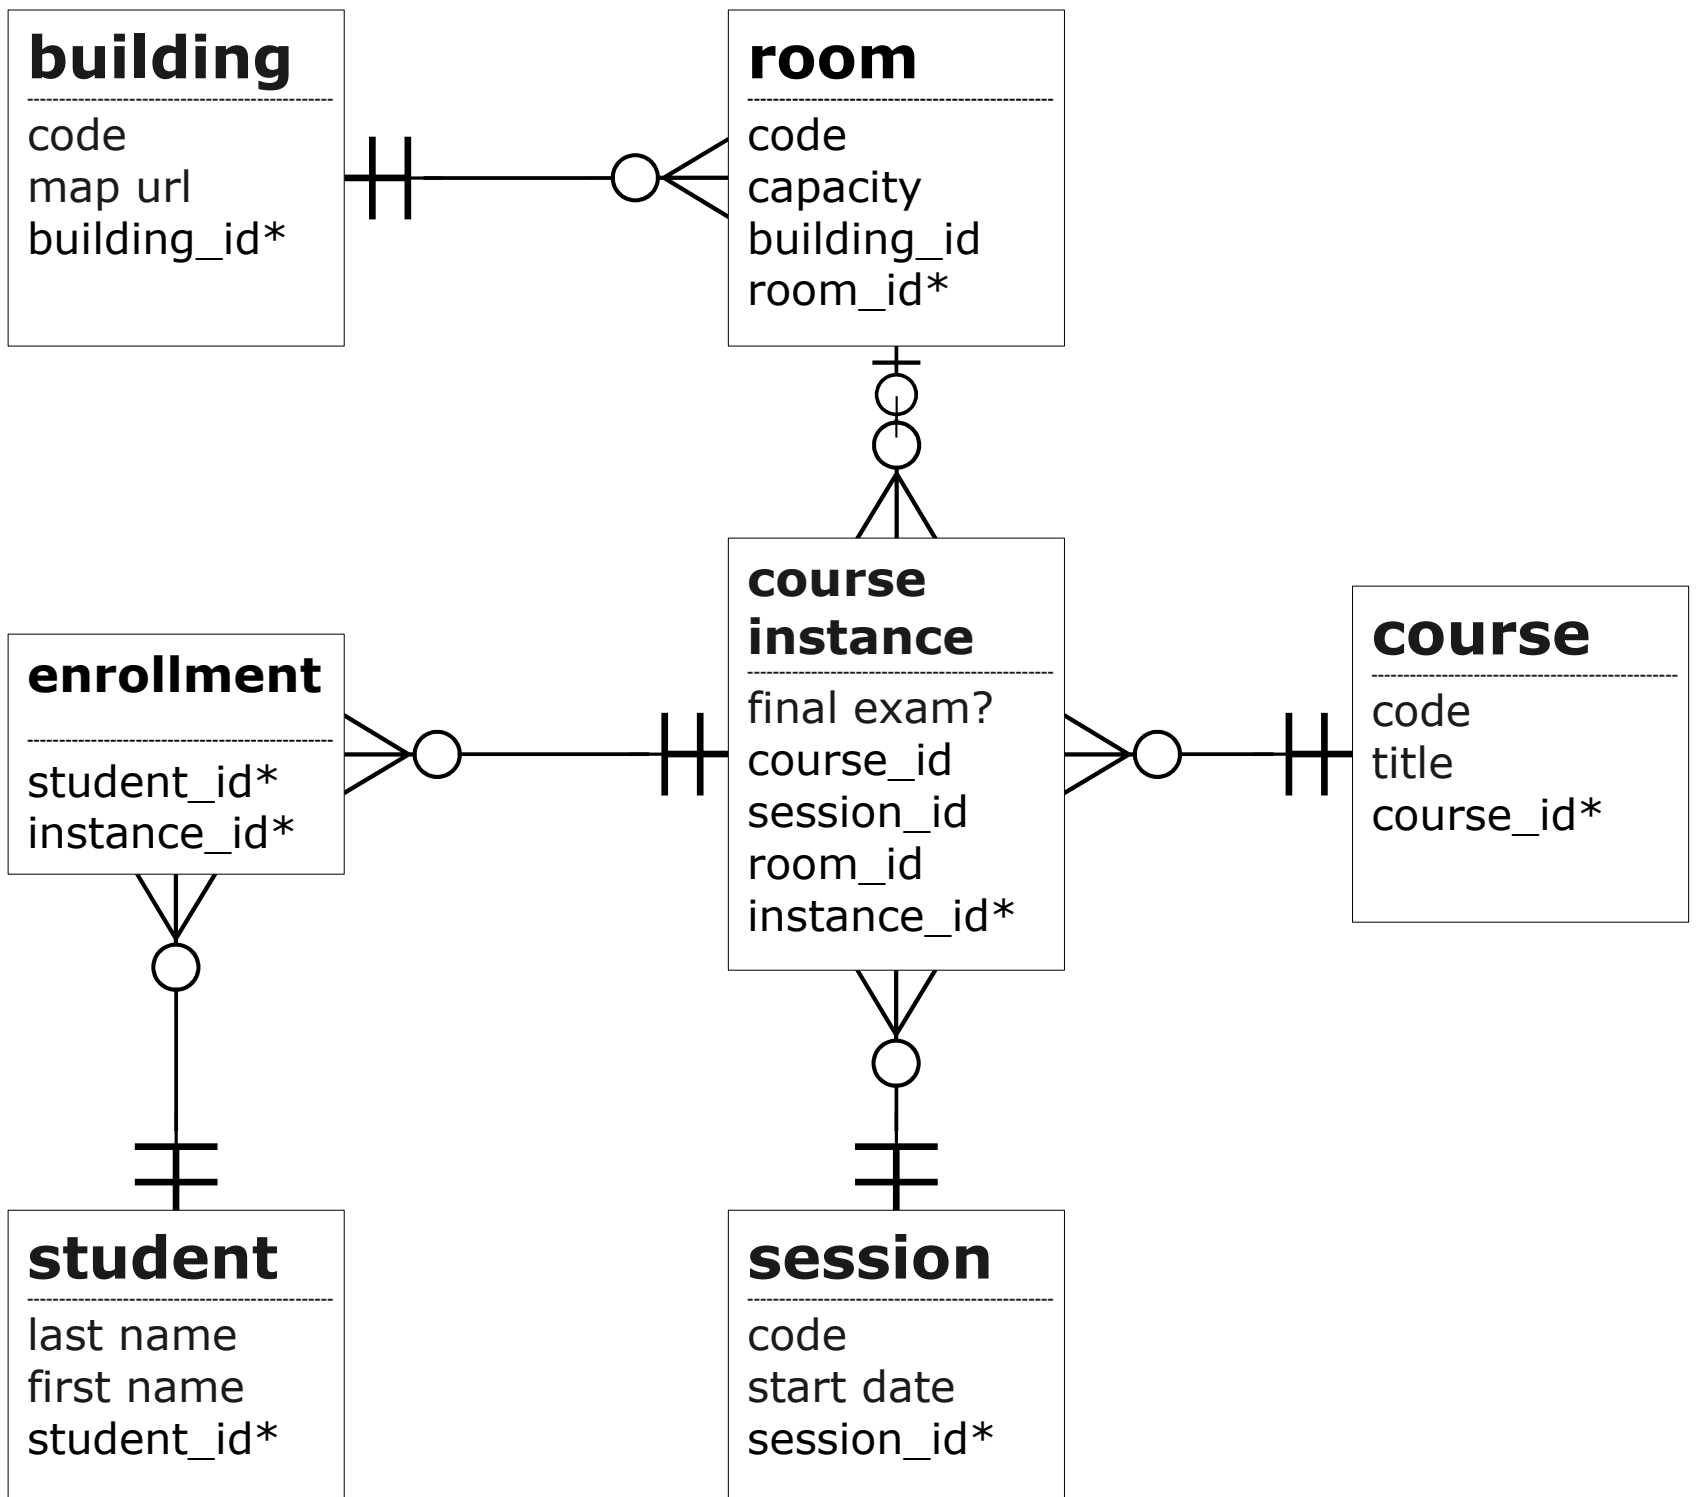 building
code
map url
building_id*
room
code
capacity
building_id
room_id*
enrollment
student_id*
instance_id*
course
instance
final exam?
course_id
session_id
room_id
instance_id*
course
code
title
course_id*
student
last name
first name
student_id*
session
code
start date
session_id*